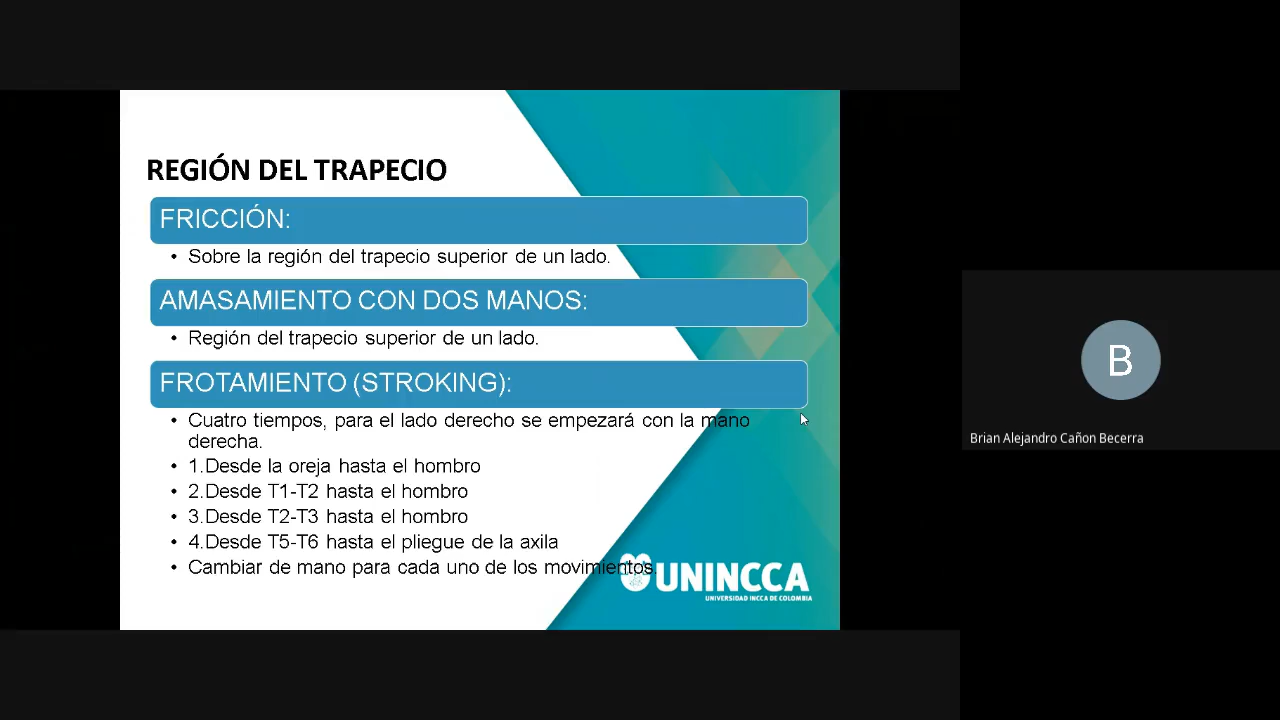 REGIÓN DEL TRAPECIO
FRICCIÓN:
• Sobre la región del trapecio superior de un lado.
AMASAMIENTO CON DOS MANOS:
• Región del trapecio superior de un lado.
FROTAMIENTO (STROKING):
• Cuatro tiempos, para el lado derecho se empezará con la mano
derecha.
• 1.Desde la oreja hasta el hombro
• 2.Desde T1-T2 hasta el hombro
• 3.Desde T2-T3 hasta el hombro
• 4.Desde T5-T6 hasta el pliegue de la axila
• Cambiar de mano para cada uno de los movimientos.
UNINCCA
UNIVERSIDAD INCCA DE COLOMBIA
B
Brian Alejandro Cañon Becerra